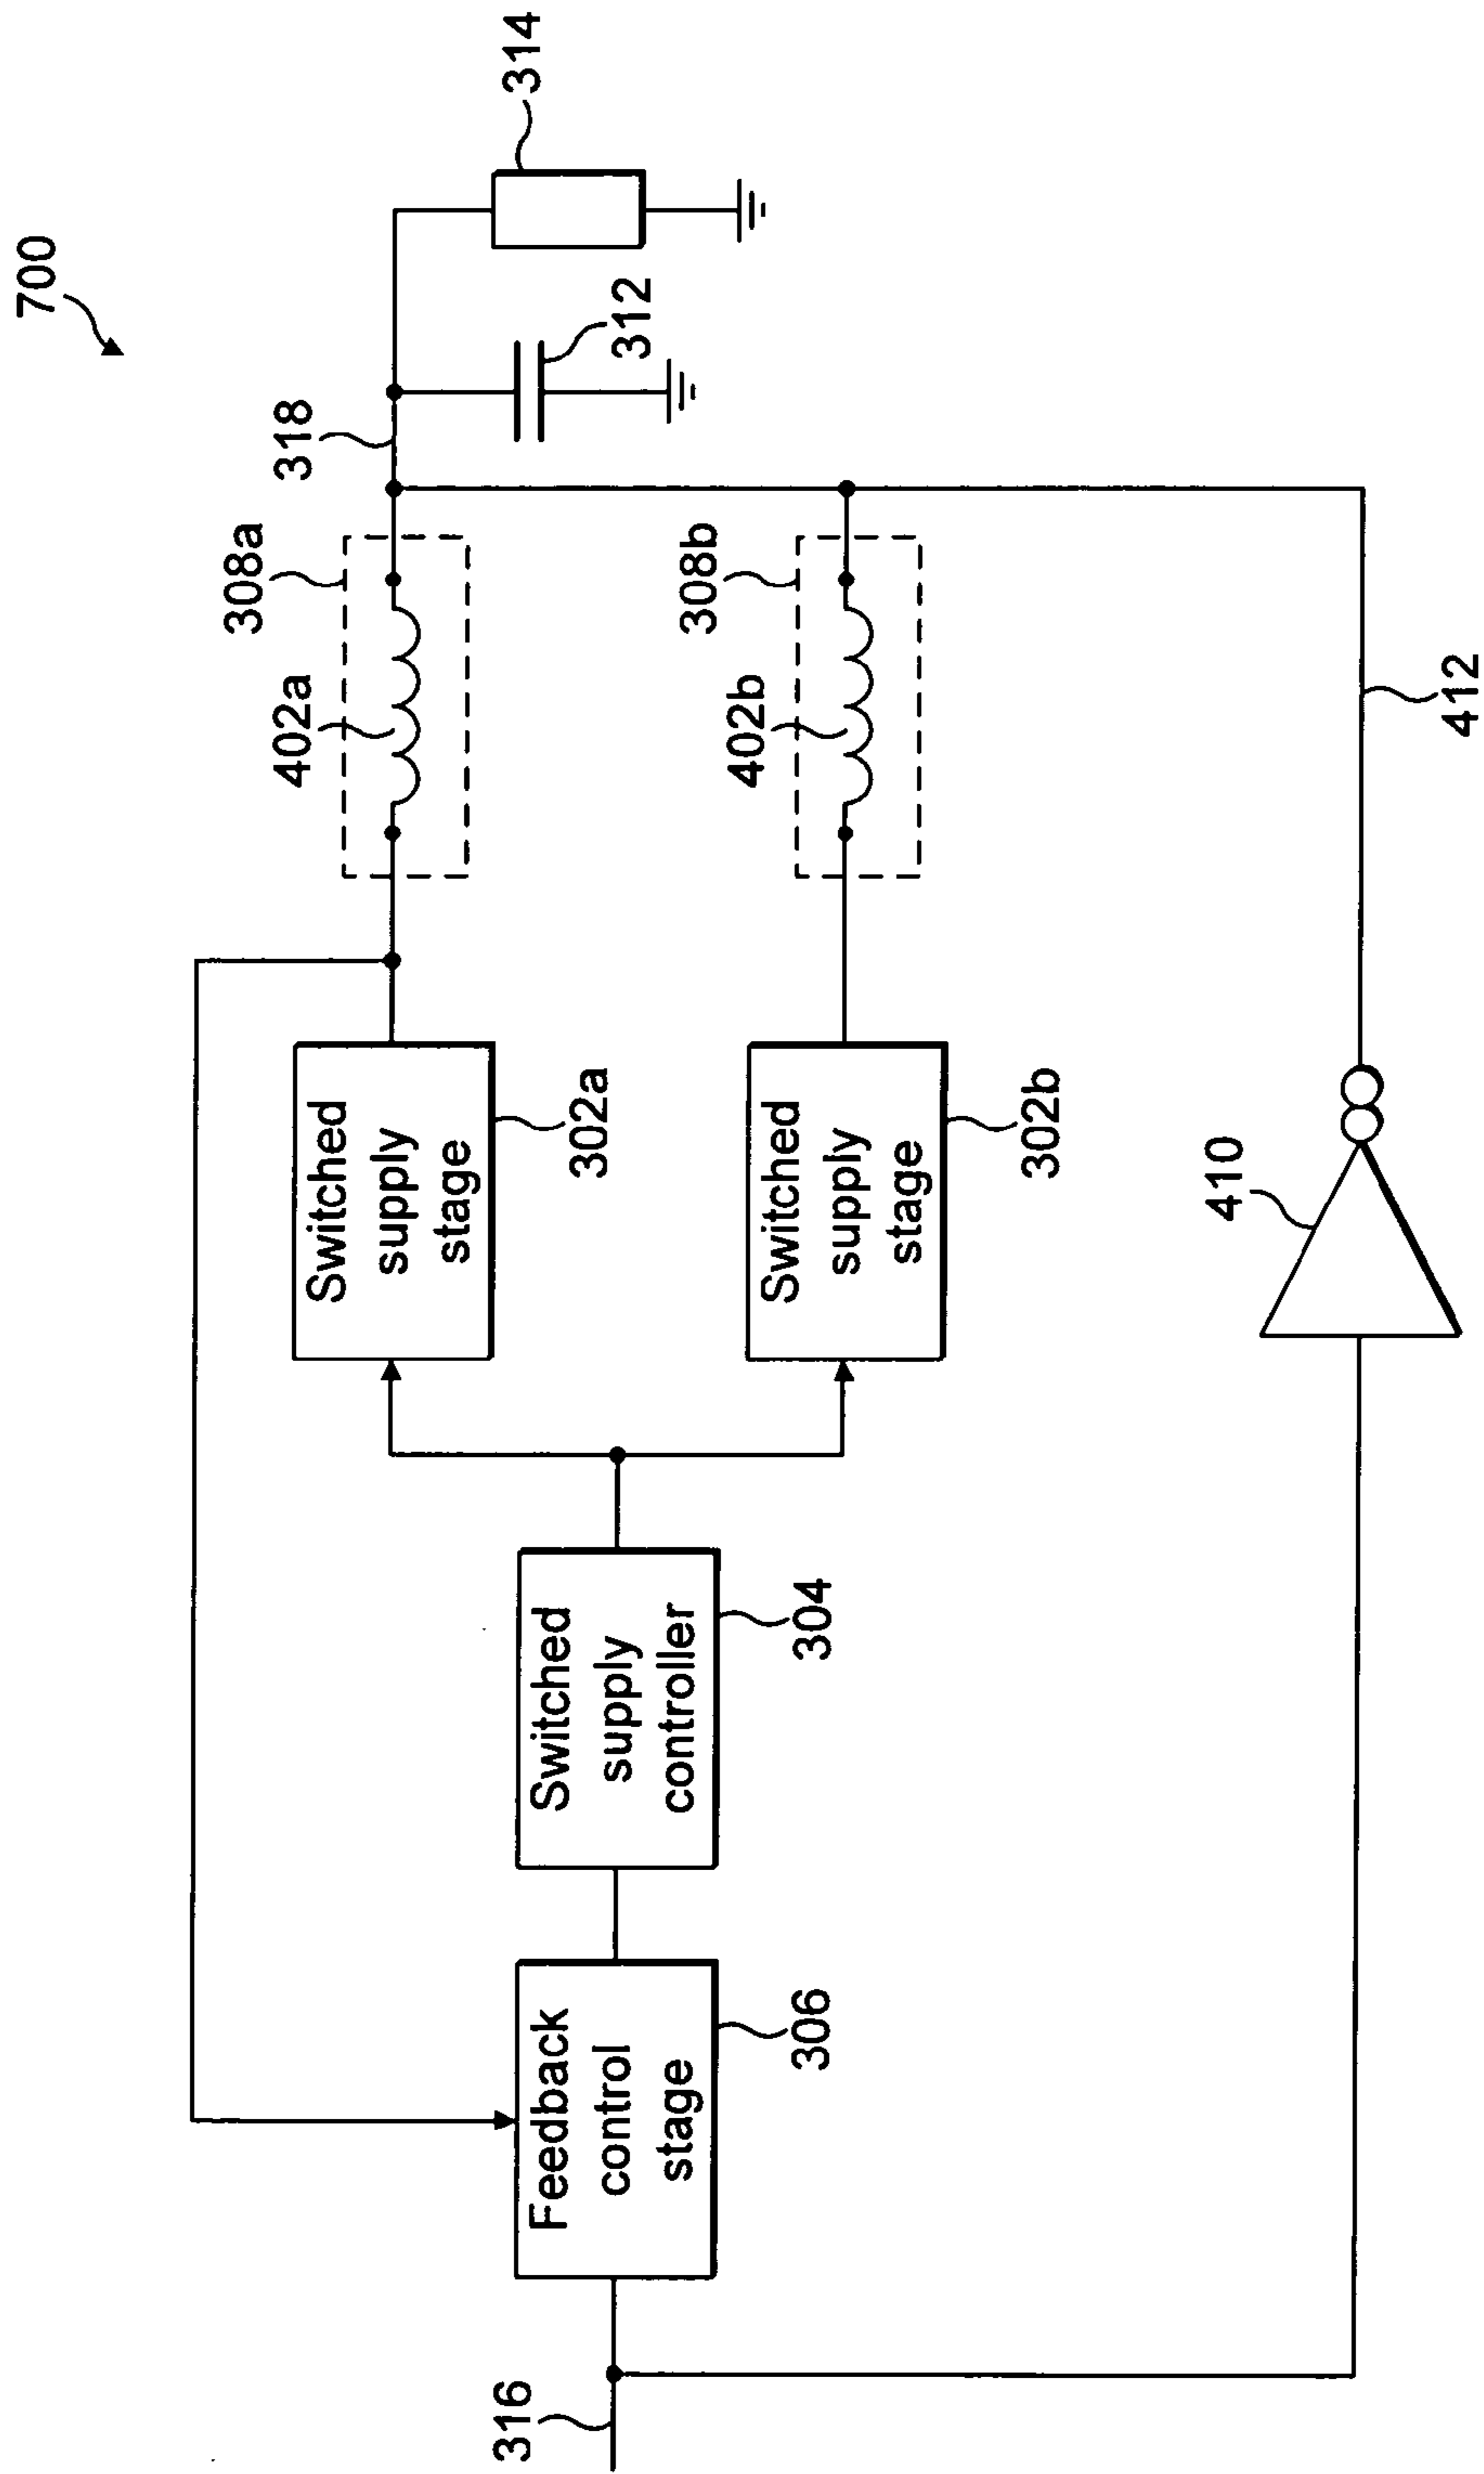 700
314
312
318
308a
402a
308b
402b
412
Switched
supply
stage
302a
Switched
supply
stage
302b
410
Switched
supply
controller
304
Feedback
control
stage
306
316